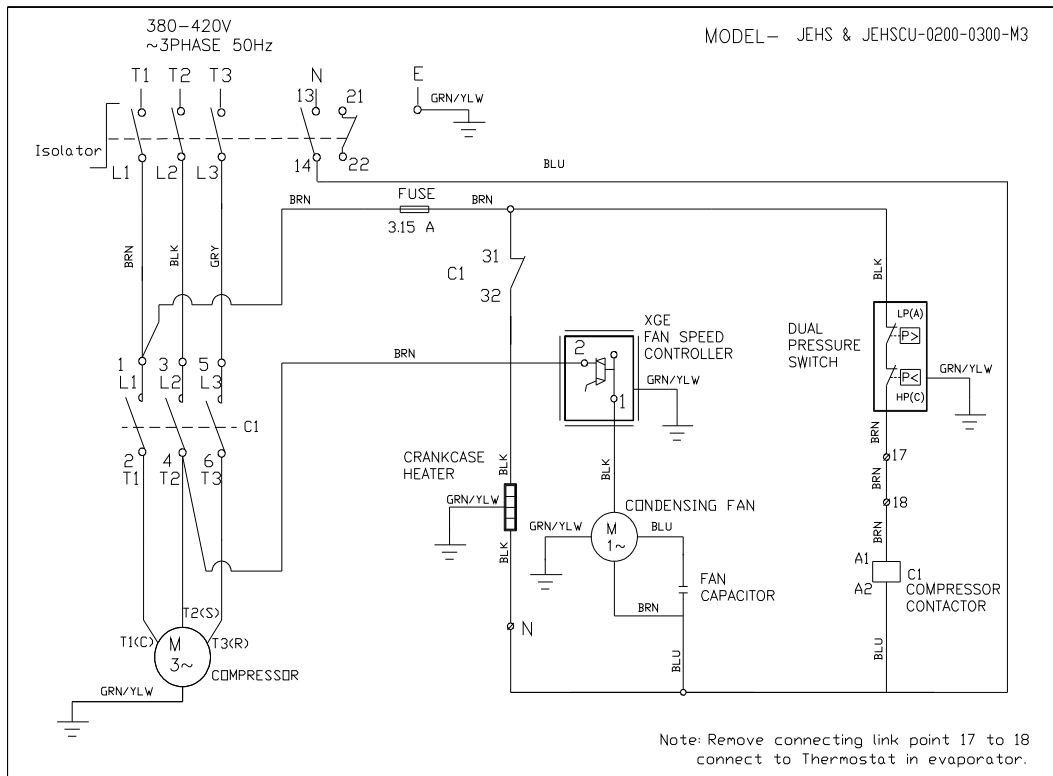 380-420V
~3PHASE 50Hz
MODEL- JEHS & JEHSCU-0200-0300-M3
T1 T2 T3 N E
13 21
GRN/YLW
Isolator
L1 L2 L3 14 22
BLU
BRN FUSE BRN
3.15 A
BRN BLK GRY
31
C1
32
BLK
XGE
FAN SPEED
CONTROLLER
DUAL
PRESSURE
SWITCH
LP(A)
P>
P<
HP(C)
GRN/YLW
BRN
2
1
GRN/YLW
1 3 5
L1 L2 L3
C1
2 4 6
T1 T2 T3
CRANKCASE
HEATER
BLK
GRN/YLW
BLK
N
BLK
CONDENSING FAN
GRN/YLW
M
1~
BLU
FAN
CAPACITOR
BRN
BLU
BRN
17
BRN
18
BRN
A1
A2
C1
COMPRESSOR
CONTACTOR
BLU
T2(S)
T1(C) T3(R)
M
3~
COMPRESSOR
GRN/YLW
Note: Remove connecting link point 17 to 18
connect to Thermostat in evaporator.